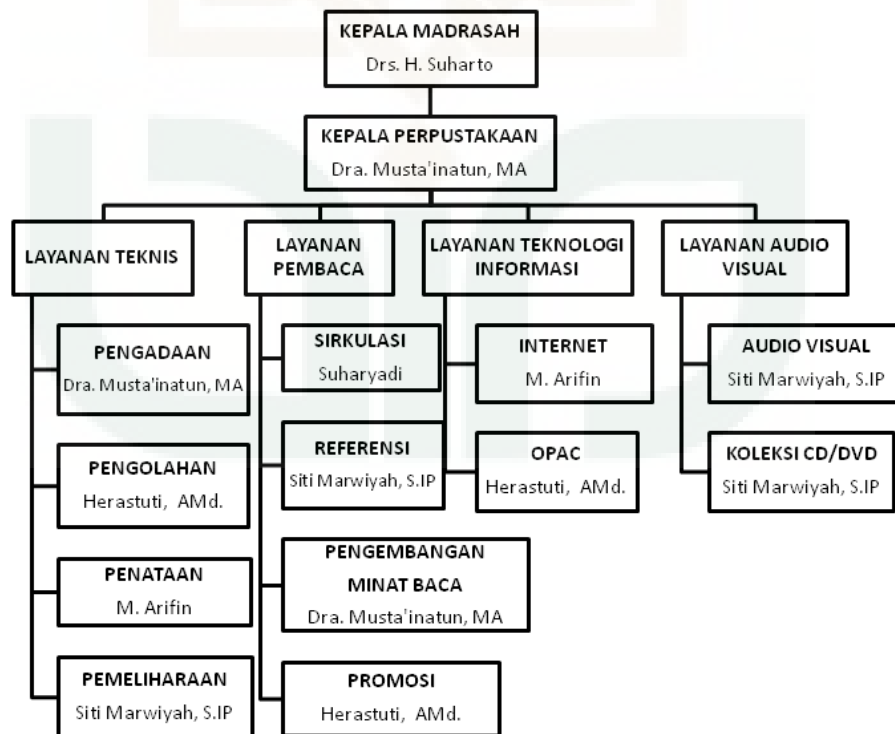 KEPALA MADRASAH
Drs. H. Suharto
KEPALA PERPUSTAKAAN
Dra. Musta'inatun, MA
LAYANAN TEKNIS
PENGADAAN
Dra. Musta'inatun, MA
PENGOLAHAN
Herastuti, AMd.
PENATAAN
M. Arifin
PEMELIHARAAN
Siti Marwiyah, S.IP
LAYANAN
PEMBACA
SIRKULASI
Suharyadi
REFERENSI
Siti Marwiyah, S.IP
PENGEMBANGAN
MINAT BACA
Dra. Musta'inatun, MA
PROMOSI
Herastuti, AMd.
LAYANAN TEKNOLOGI
INFORMASI
INTERNET
M. Arifin
OPAC
Herastuti, AMd.
LAYANAN AUDIO
VISUAL
AUDIO VISUAL
Siti Marwiyah, S.IP
KOLEKSI CD/DVD
Siti Marwiyah, S.IP